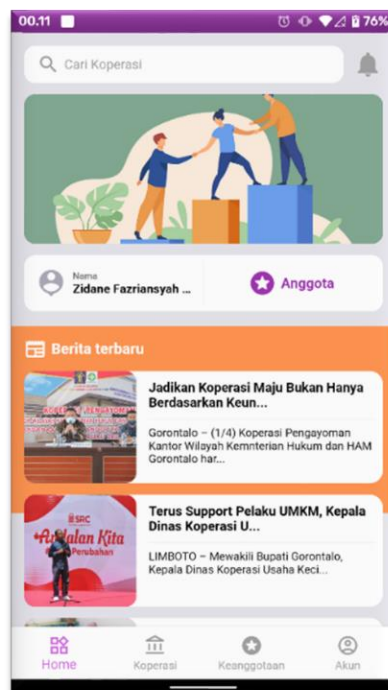 00.11
76%
Cari Koperasi
Nama
Zidane Fazriansyah ...
Anggota
Berita terbaru
Jadikan Koperasi Maju Bukan Hanya
Berdasarkan Keun...
Gorontalo – (1/4) Koperasi Pengayoman
Kantor Wilayah Kemnterian Hukum dan HAM
Gorontalo har...
SRC
Andalan Kita
Perubahan
Terus Support Pelaku UMKM, Kepala
Dinas Koperasi U...
LIMBOTO – Mewakili Bupati Gorontalo,
Kepala Dinas Koperasi Usaha Keci...
Home
Koperasi
Keanggotaan
Akun